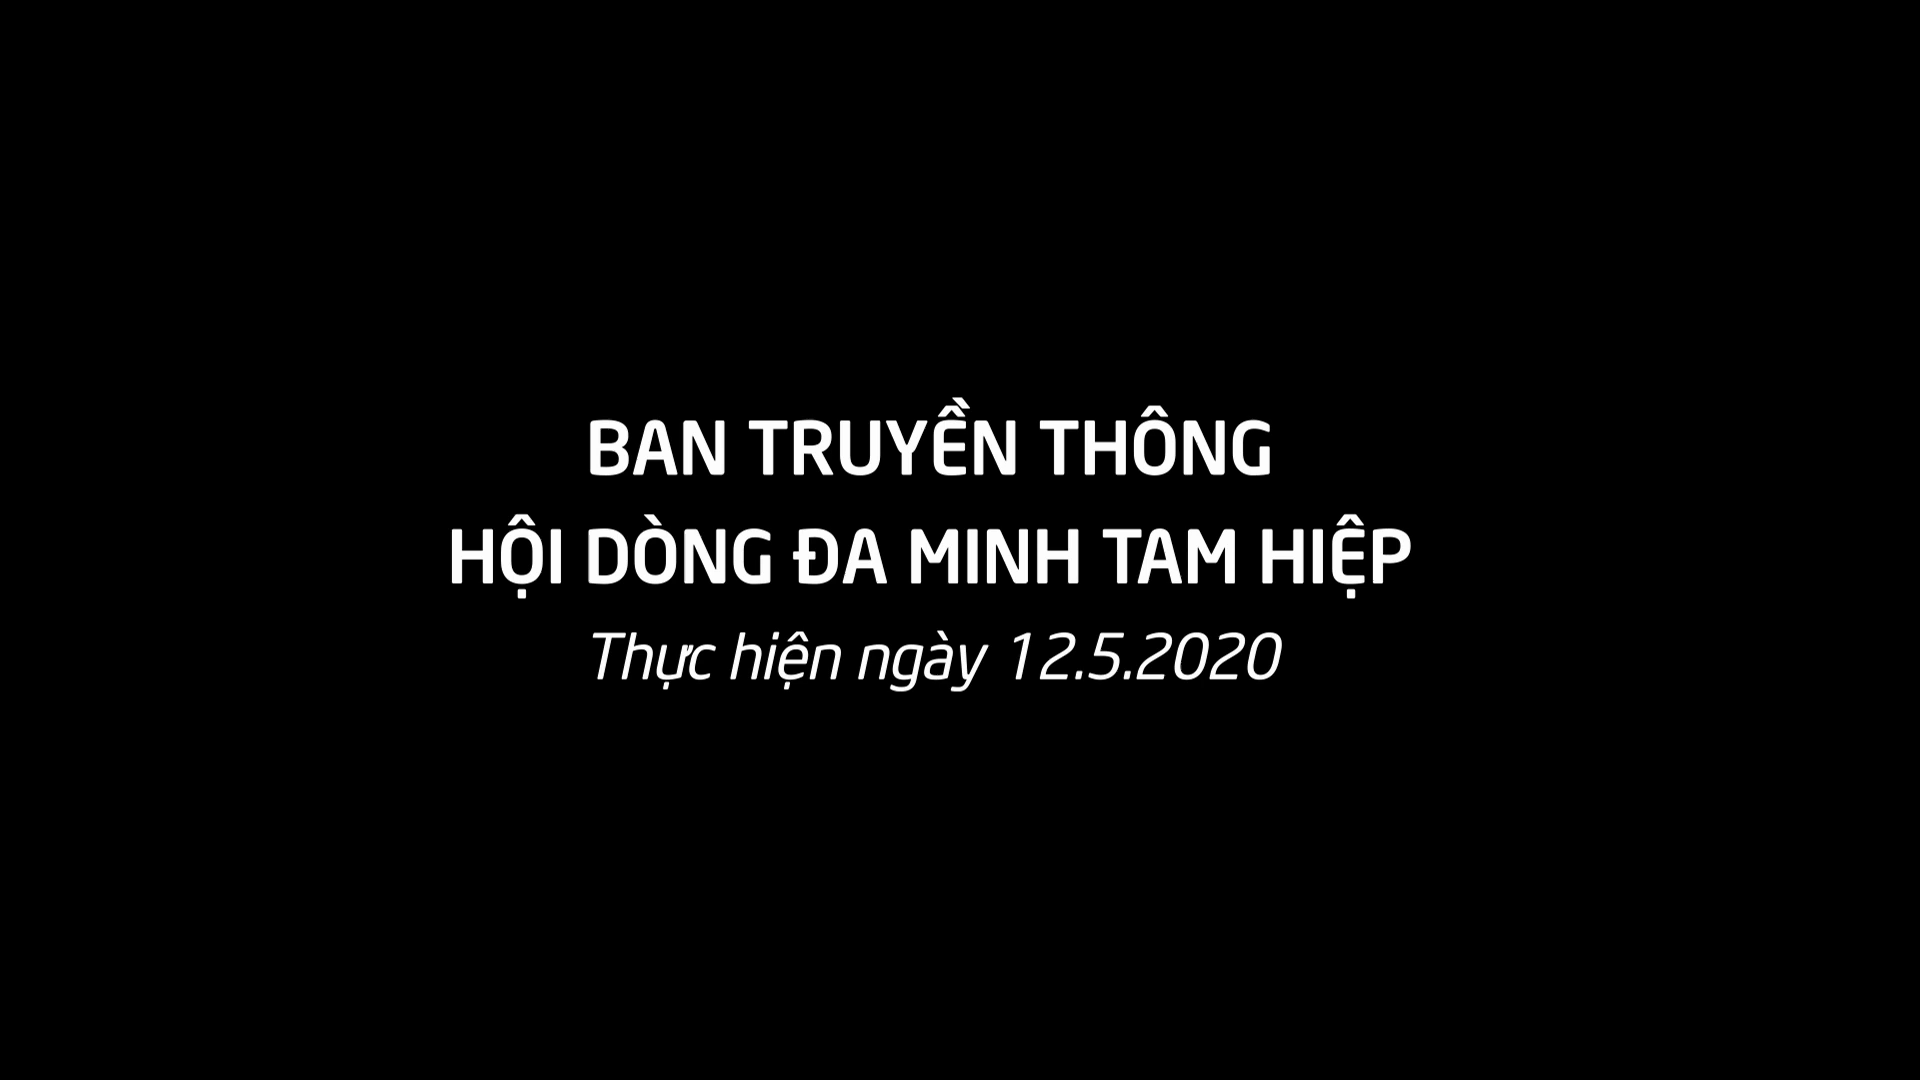 BAN TRUYỀN THÔNG
HỘI DÒNG ĐA MINH TAM HIỆP
Thực hiện ngày 12.5.2020